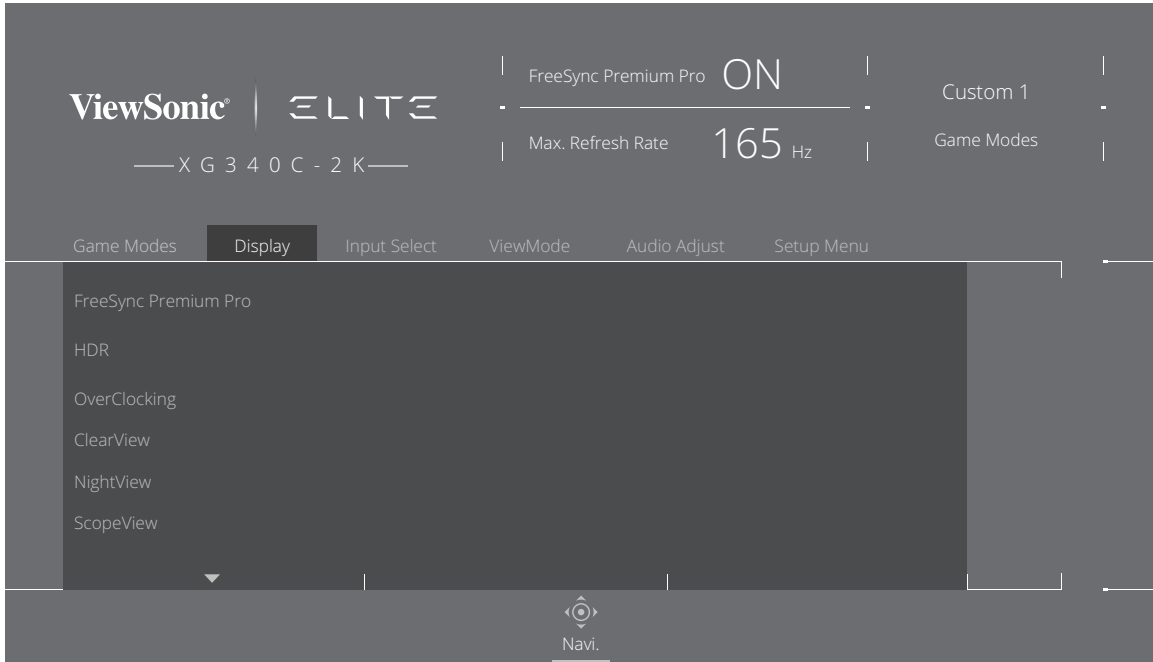 ViewSonic® ELITE
XG340C-2K
FreeSync Premium Pro ON
Max. Refresh Rate 165 Hz
Custom 1
Game Modes
Game Modes Display Input Select ViewMode Audio Adjust Setup Menu
FreeSync Premium Pro
HDR
OverClocking
ClearView
NightView
ScopeView
Navi.